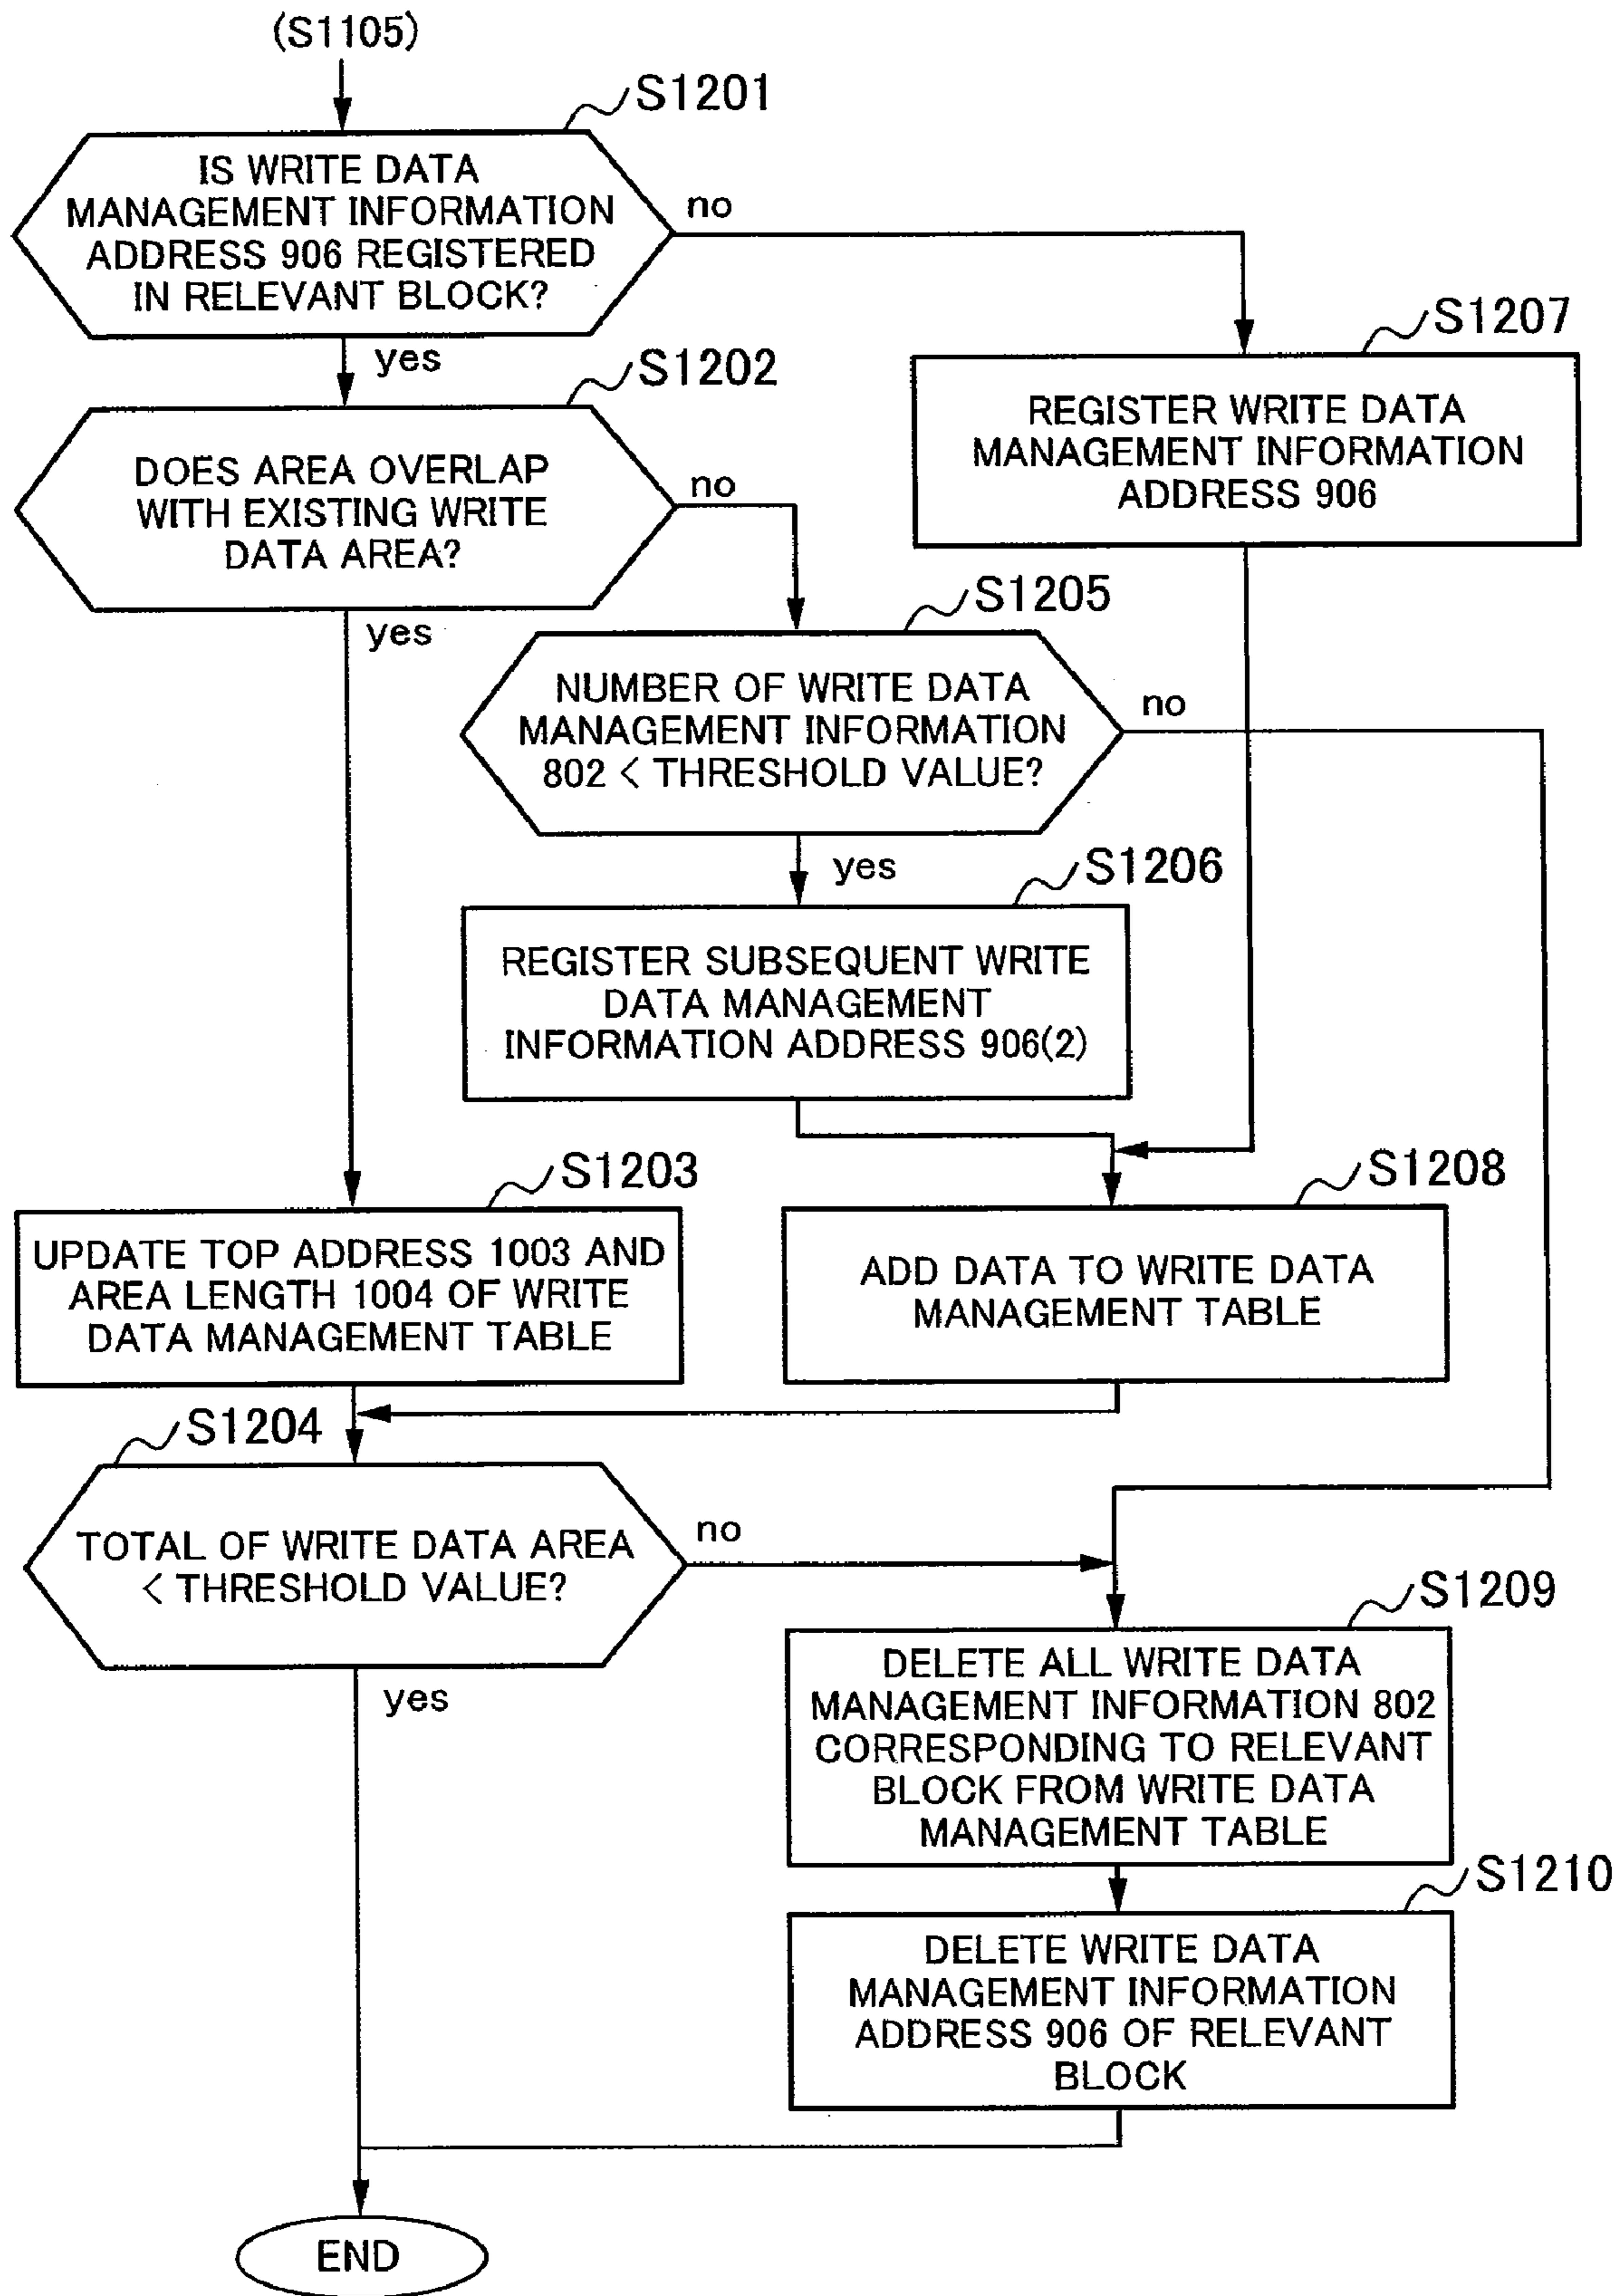 (S1105)
S1201
IS WRITE DATA
MANAGEMENT INFORMATION
ADDRESS 906 REGISTERED
IN RELEVANT BLOCK?
no
yes
S1207
REGISTER WRITE DATA
MANAGEMENT INFORMATION
ADDRESS 906
S1202
DOES AREA OVERLAP
WITH EXISTING WRITE
DATA AREA?
no
yes
S1205
NUMBER OF WRITE DATA
MANAGEMENT INFORMATION
802 < THRESHOLD VALUE?
no
yes
S1206
REGISTER SUBSEQUENT WRITE
DATA MANAGEMENT
INFORMATION ADDRESS 906(2)
S1203
UPDATE TOP ADDRESS 1003 AND
AREA LENGTH 1004 OF WRITE
DATA MANAGEMENT TABLE
S1208
ADD DATA TO WRITE DATA
MANAGEMENT TABLE
S1204
TOTAL OF WRITE DATA AREA
< THRESHOLD VALUE?
no
yes
S1209
DELETE ALL WRITE DATA
MANAGEMENT INFORMATION 802
CORRESPONDING TO RELEVANT
BLOCK FROM WRITE DATA
MANAGEMENT TABLE
S1210
DELETE WRITE DATA
MANAGEMENT INFORMATION
ADDRESS 906 OF RELEVANT
BLOCK
END